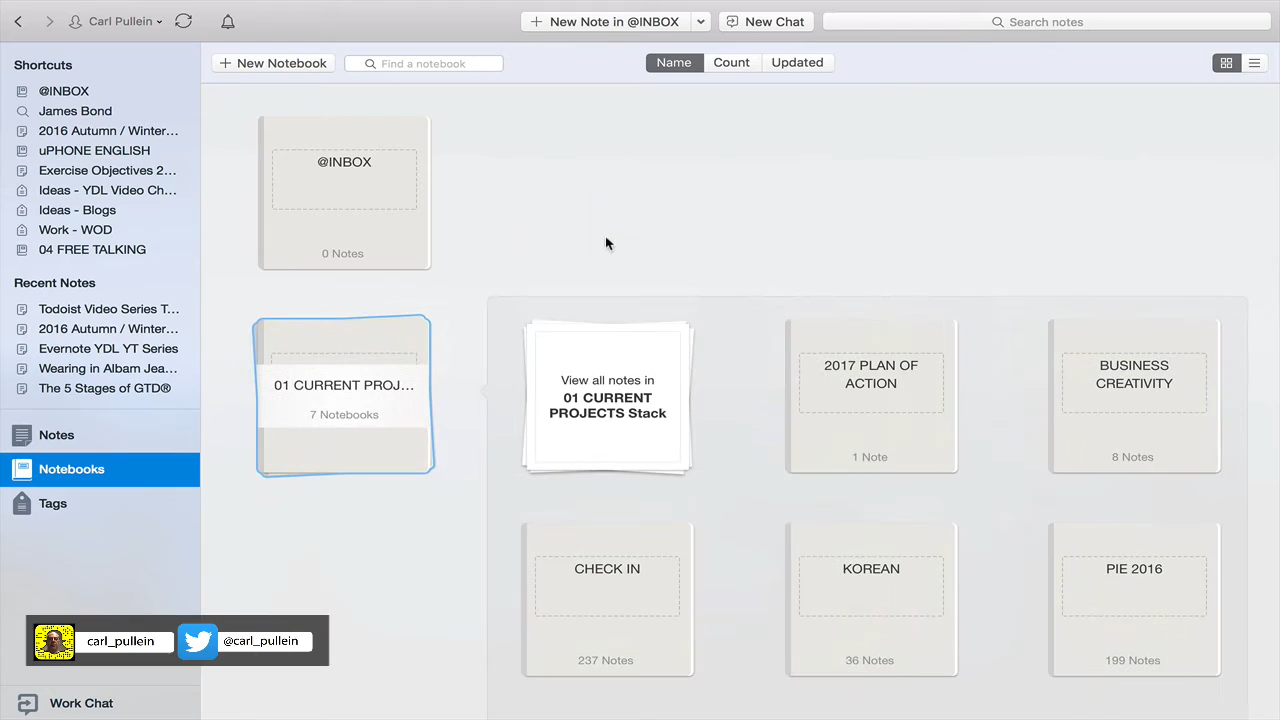 Carl Pullein
New Note in @INBOX
New Chat
Search notes
Shortcuts
@INBOX
James Bond
2016 Autumn / Winter...
uPHONE ENGLISH
Exercise Objectives 2...
Ideas - YDL Video Ch...
Ideas - Blogs
Work - WOD
04 FREE TALKING
Recent Notes
Todoist Video Series T...
2016 Autumn / Winter...
Evernote YDL YT Series
Wearing in Albam Jea...
The 5 Stages of GTD®
Notes
Notebooks
Tags
Work Chat
New Notebook
Find a notebook
Name
Count
Updated
@INBOX
0 Notes
01 CURRENT PROJ...
7 Notebooks
View all notes in
01 CURRENT
PROJECTS Stack
2017 PLAN OF
ACTION
1 Note
BUSINESS
CREATIVITY
8 Notes
CHECK IN
237 Notes
KOREAN
36 Notes
PIE 2016
199 Notes
carl_pullein
@carl_pullein